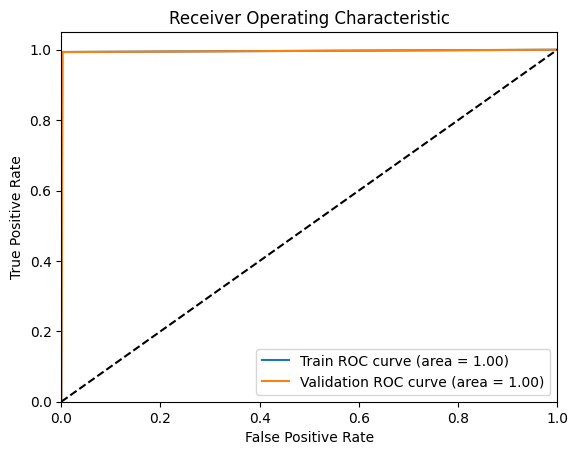 Receiver Operating Characteristic
1.0
0.8
0.6
0.4
0.2
0.0
True Positive Rate
Train ROC curve (area = 1.00)
Validation ROC curve (area = 1.00)
0.0 0.2 0.4 0.6 0.8 1.0
False Positive Rate